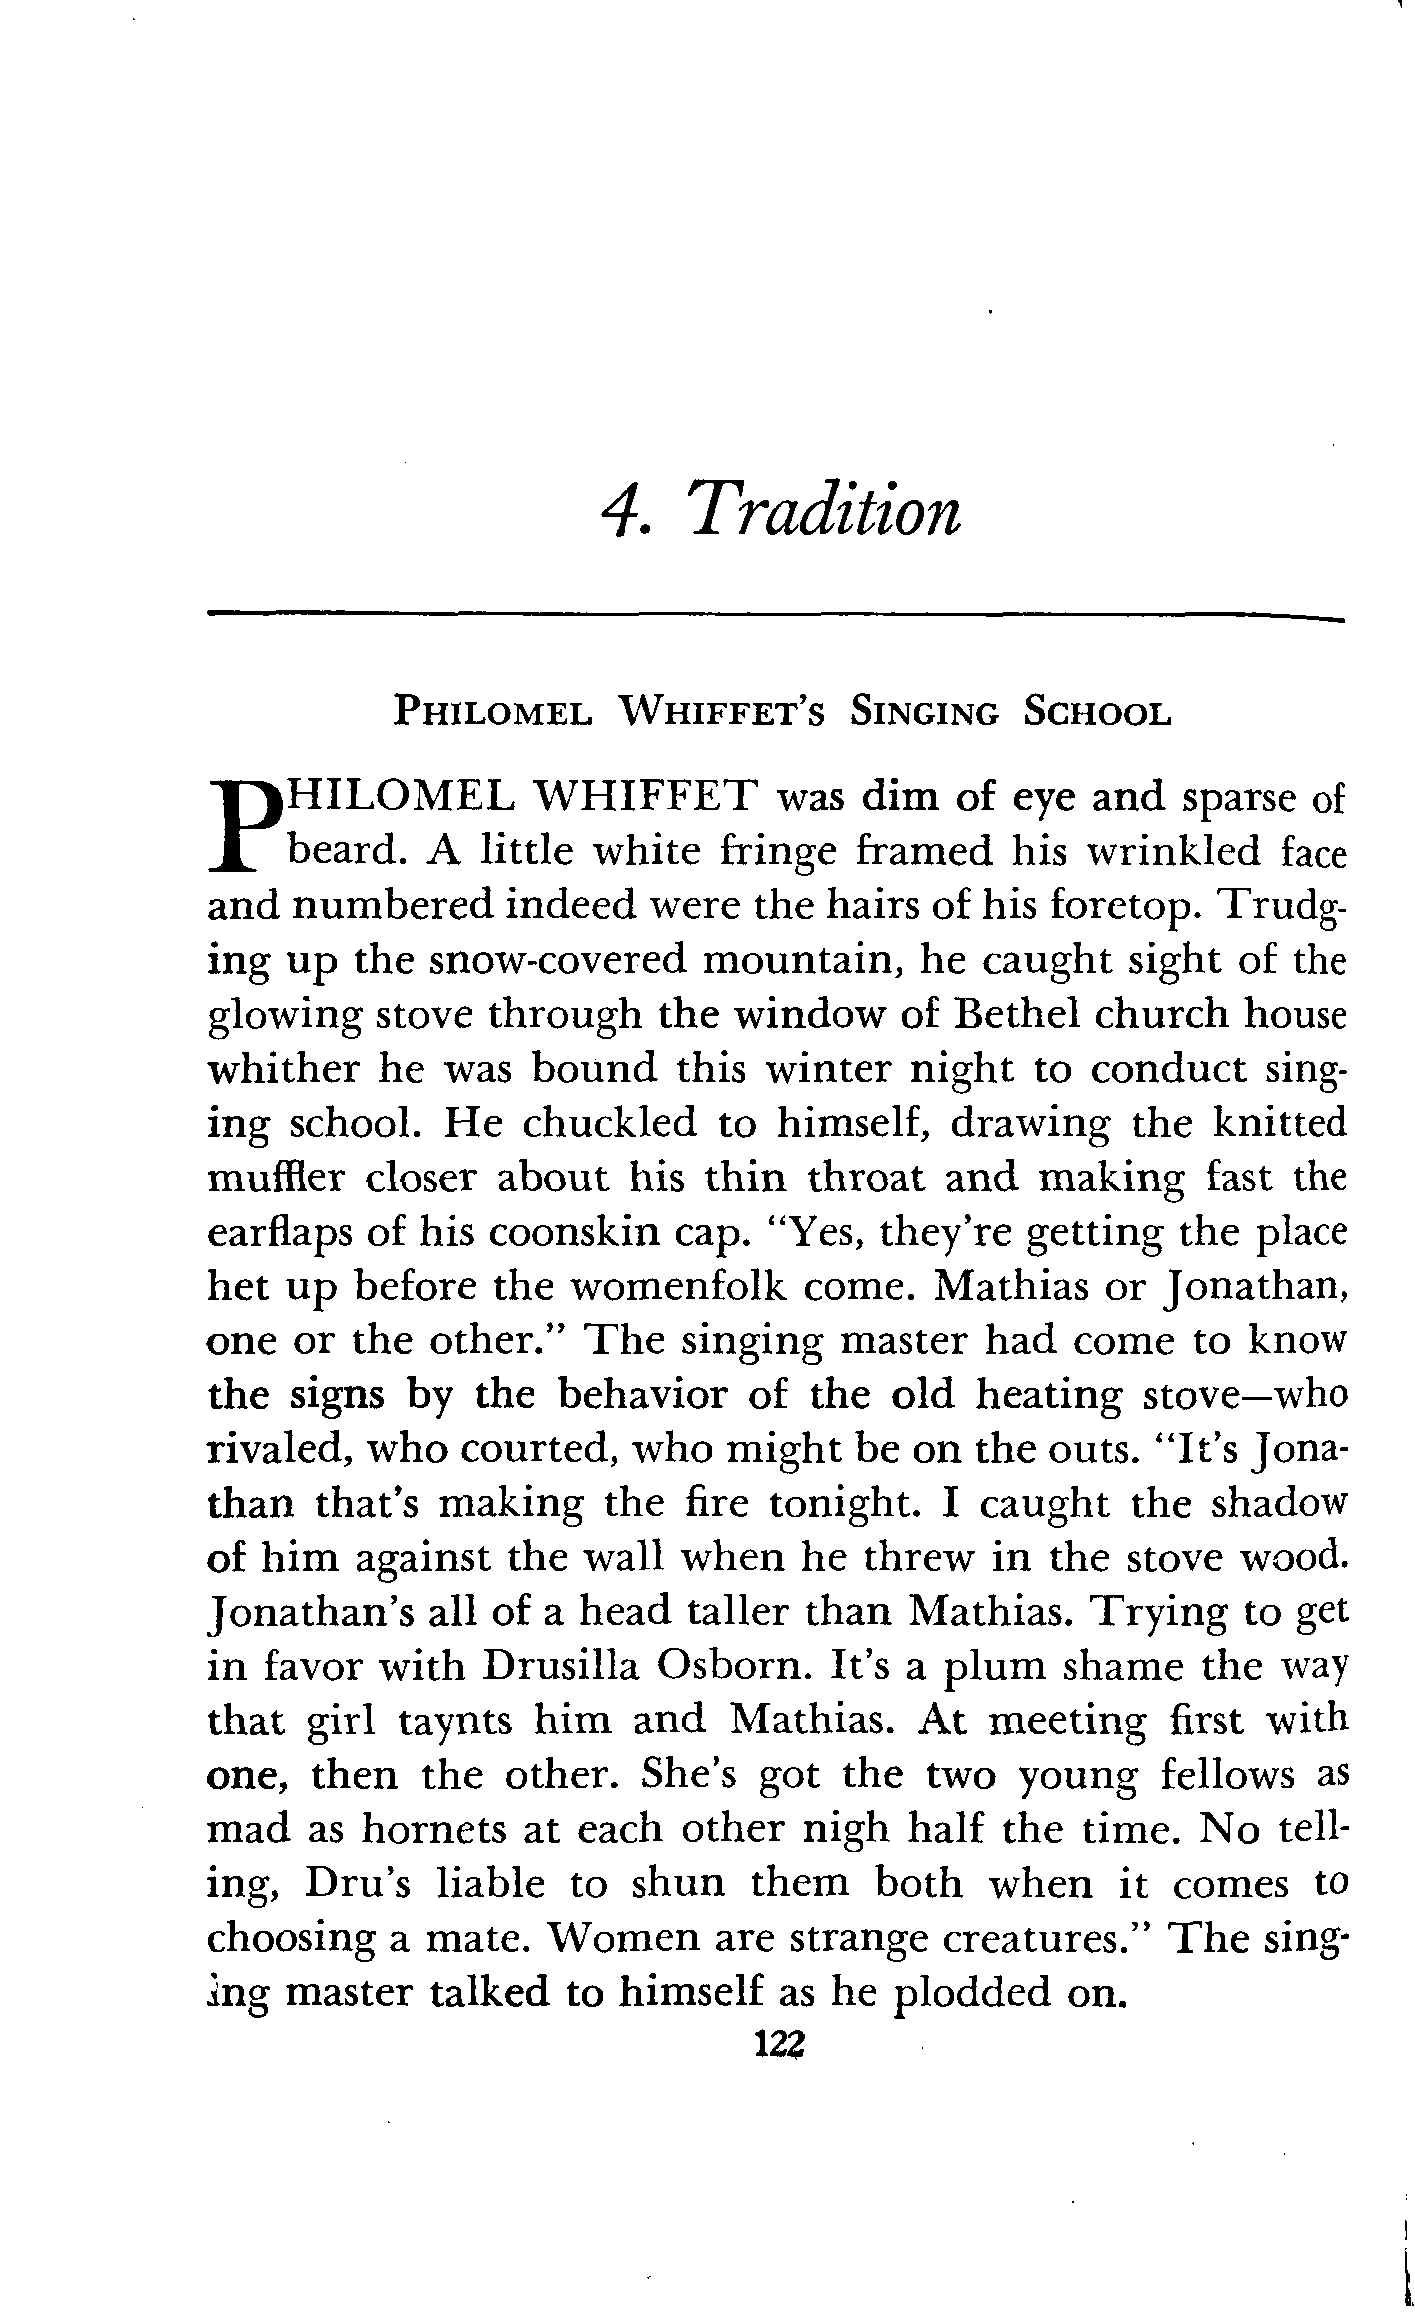 4. Tradition
PHILOMEL WHIFFET'S SINGING SCHOOL
PHILOMEL WHIFFET was dim of eye and sparse of
beard. A little white fringe framed his wrinkled face
and numbered indeed were the hairs of his foretop. Trudg-
ing up the snow-covered mountain, he caught sight of the
glowing stove through the window of Bethel church house
whither he was bound this winter night to conduct sing-
ing school. He chuckled to himself, drawing the knitted
muffler closer about his thin throat and making fast the
earflaps of his coonskin cap. "Yes, they're getting the place
het up before the womenfolk come. Mathias or Jonathan,
one or the other." The singing master had come to know
the signs by the behavior of the old heating stove—who
rivaled, who courted, who might be on the outs. "It's Jona-
than that's making the fire tonight. I caught the shadow
of him against the wall when he threw in the stove wood.
Jonathan's all of a head taller than Mathias. Trying to get
in favor with Drusilla Osborn. It's a plum shame the way
that girl taynts him and Mathias. At meeting first with
one, then the other. She's got the two young fellows as
mad as hornets at each other nigh half the time. No tell-
ing, Dru's liable to shun them both when it comes to
choosing a mate. Women are strange creatures." The sing-
ing master talked to himself as he plodded on.
122